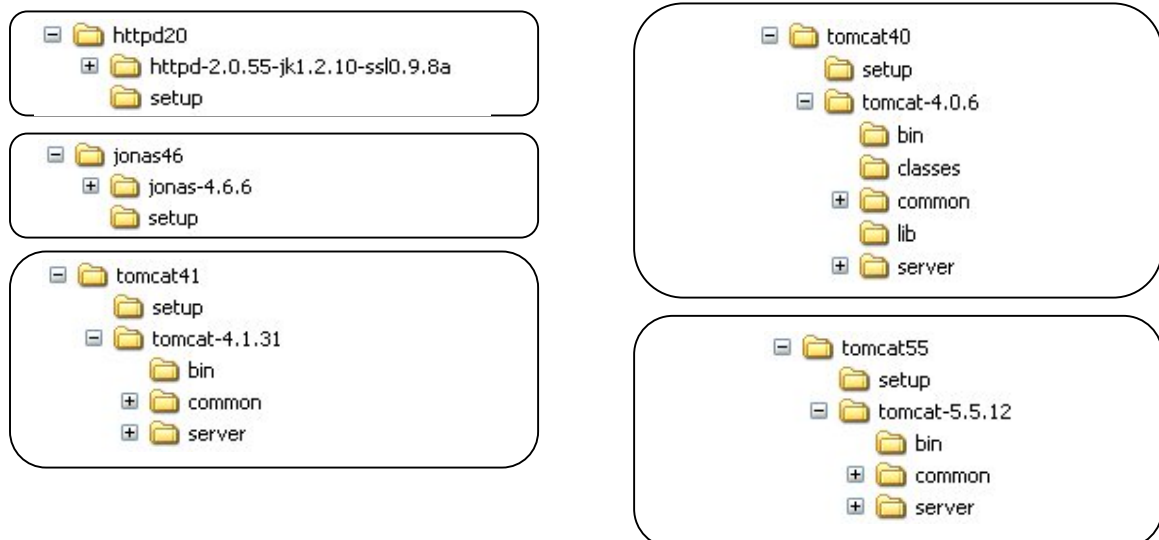 httpd20
httpd-2.0.55-jk1.2.10-ssl0.9.8a
setup
jonas46
jonas-4.6.6
setup
tomcat41
setup
tomcat-4.1.31
bin
common
server
tomcat40
setup
tomcat-4.0.6
bin
classes
common
lib
server
tomcat55
setup
tomcat-5.5.12
bin
common
server